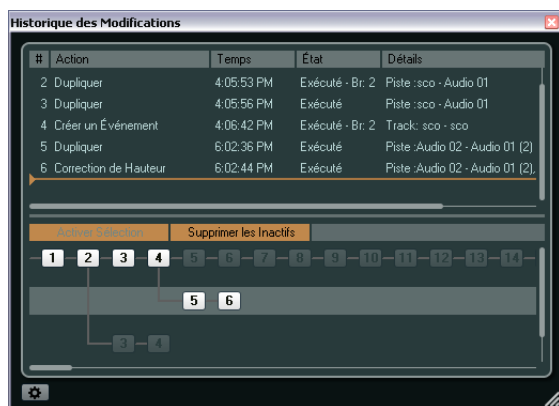 Historique des Modifications
# Action Temps État Détails
2 Dupliquer 4:05:53 PM Exécuté - Br: 2 Piste :sco - Audio 01
3 Dupliquer 4:05:56 PM Exécuté Piste :sco - Audio 01
4 Créer un Événement 4:06:42 PM Exécuté - Br: 2 Track: sco - sco
5 Dupliquer 6:02:36 PM Exécuté Piste :Audio 02 - Audio 01 (2)
6 Correction de Hauteur 6:02:44 PM Exécuté Piste :Audio 02 - Audio 01 (2),
Activer Sélection Supprimer les Inactifs
1 2 3 4 5 6 7 8 9 10 11 12 13 14
5 6
3 4